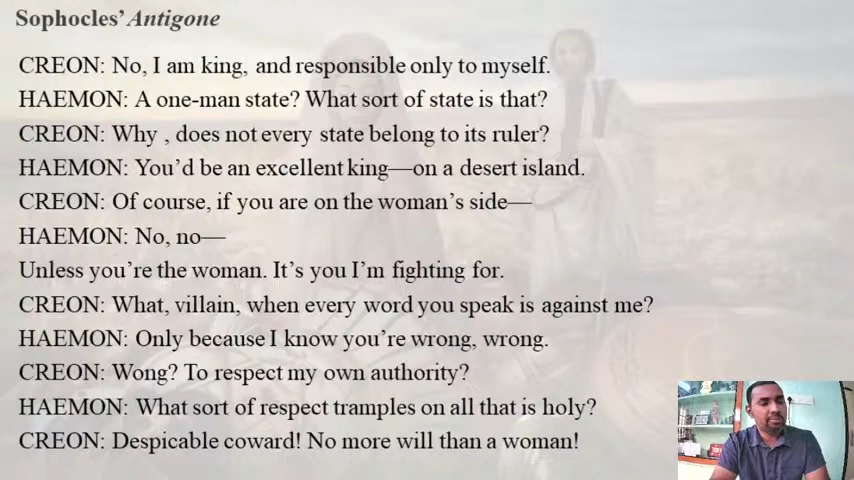 Sophocles' Antigone
CREON: No, I am king, and responsible only to myself.
HAEMON: A one-man state? What sort of state is that?
CREON: Why , does not every state belong to its ruler?
HAEMON: You'd be an excellent king—on a desert island.
CREON: Of course, if you are on the woman's side—
HAEMON: No, no—
Unless you're the woman. It's you I'm fighting for.
CREON: What, villain, when every word you speak is against me?
HAEMON: Only because I know you're wrong, wrong.
CREON: Wong? To respect my own authority?
HAEMON: What sort of respect tramples on all that is holy?
CREON: Despicable coward! No more will than a woman!